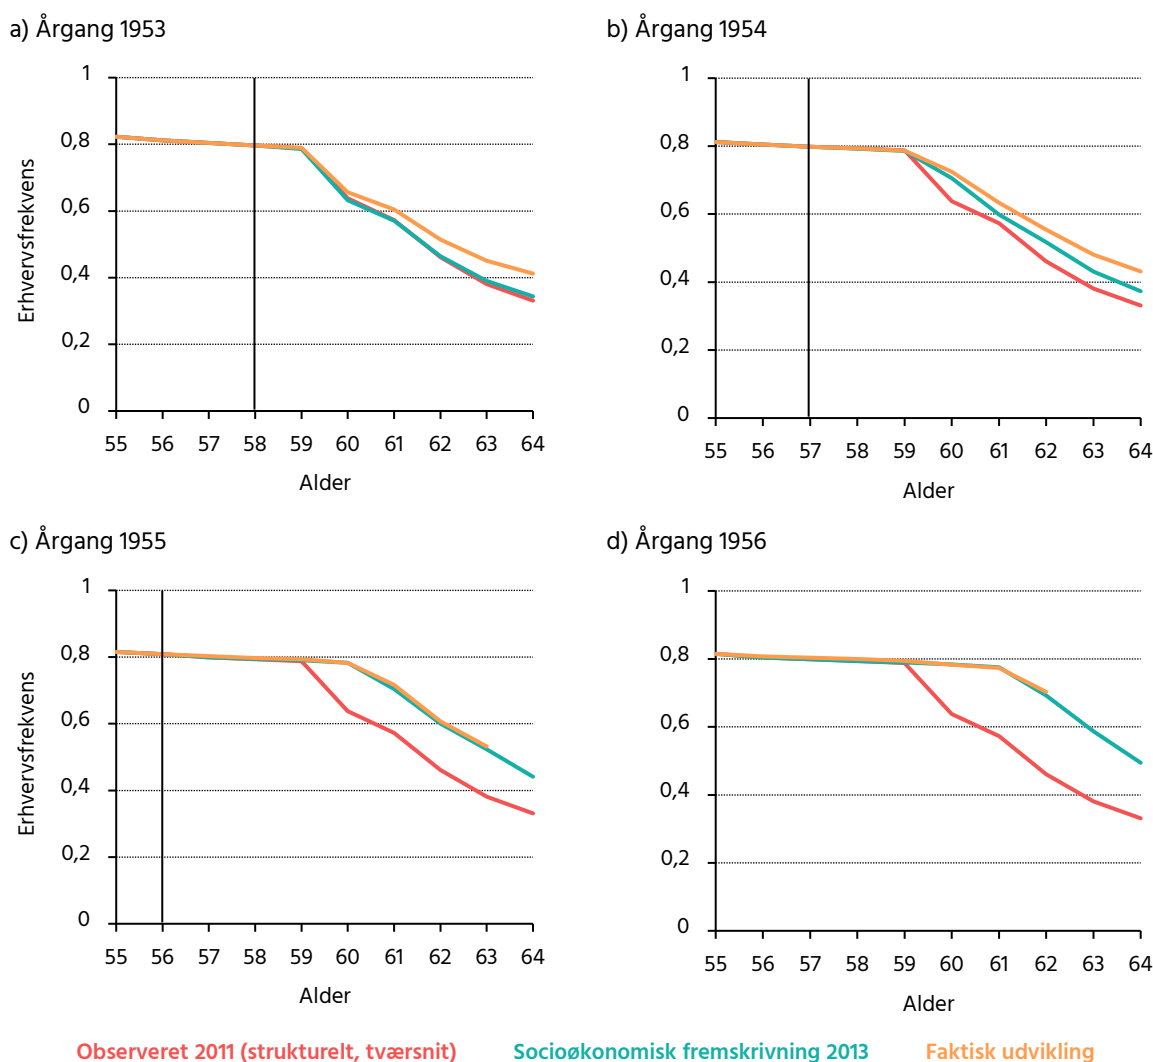 a) Årgang 1953
b) Årgang 1954
1
0,8
0,6
0,4
0,2
0
Erhvervsfrekvens
55 56 57 58 59 60 61 62 63 64
Alder
1
0,8
0,6
0,4
0,2
0
55 56 57 58 59 60 61 62 63 64
Alder
c) Årgang 1955
d) Årgang 1956
1
0,8
0,6
0,4
0,2
0
Erhvervsfrekvens
55 56 57 58 59 60 61 62 63 64
Alder
1
0,8
0,6
0,4
0,2
0
55 56 57 58 59 60 61 62 63 64
Alder
Observeret 2011 (strukturelt, tværsnit) Socioøkonomisk fremskrivning 2013 Faktisk udvikling